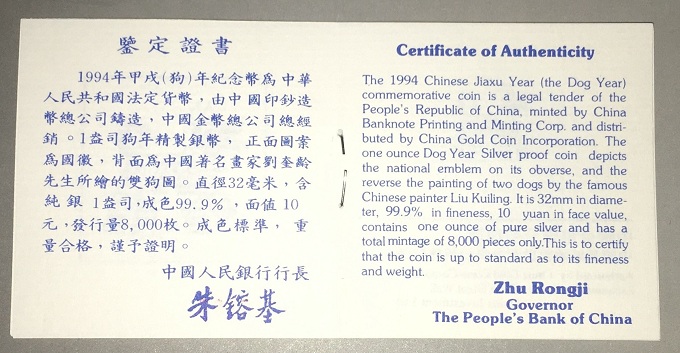 鑒定證書
1994年甲戌(狗)年紀念幣爲中華
人民共和國法定貨幣，由中國印鈔造
幣總公司鑄造，中國金幣總公司總經
銷。1盎司狗年精製銀幣，正面圖案
爲國徽，背面爲中國著名畫家劉奎齡
先生所繪的雙狗圖。直徑32毫米，含
純銀1盎司，成色99.9%，面值10
元，發行量8,000枚。成色標準，重
量合格，謹予證明。
中國人民銀行行長
朱鎔基
Certificate of Authenticity
The 1994 Chinese Jiaxu Year (the Dog Year)
commemorative coin is a legal tender of the
People's Republic of China, minted by China
Banknote Printing and Minting Corp. and distri-
buted by China Gold Coin Incorporation. The
one ounce Dog Year Silver proof coin depicts
the national emblem on its obverse, and the
reverse the painting of two dogs by the famous
Chinese painter Liu Kuiling. It is 32mm in diame-
ter, 99.9% in fineness, 10 yuan in face value,
contains one ounce of pure silver and has a
total mintage of 8,000 pieces only.This is to certify
that the coin is up to standard as to its fineness
and weight.
Zhu Rongji
Governor
The People's Bank of China